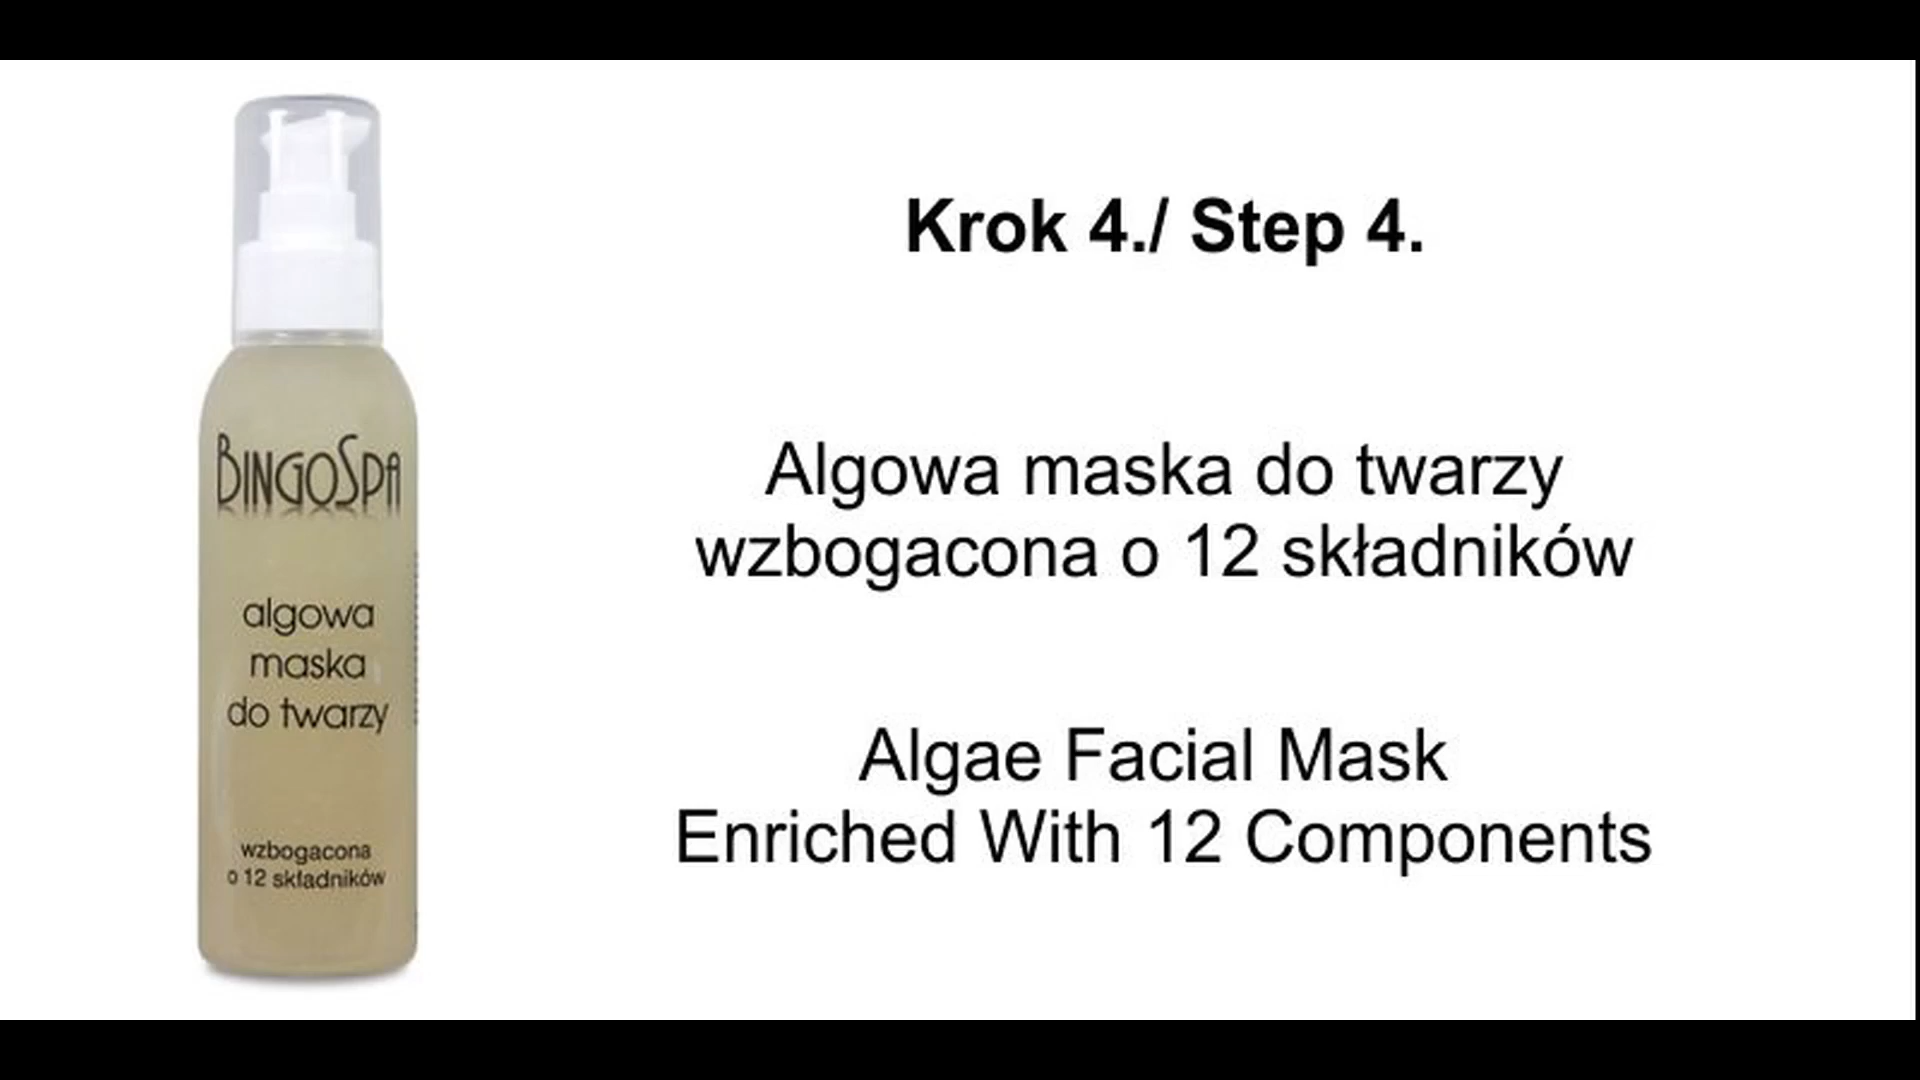 BINGOSPA
algowa
maska
do twarzy
wzbogacona
o 12 składników
Krok 4./ Step 4.
Algowa maska do twarzy
wzbogacona o 12 składników
Algae Facial Mask
Enriched With 12 Components